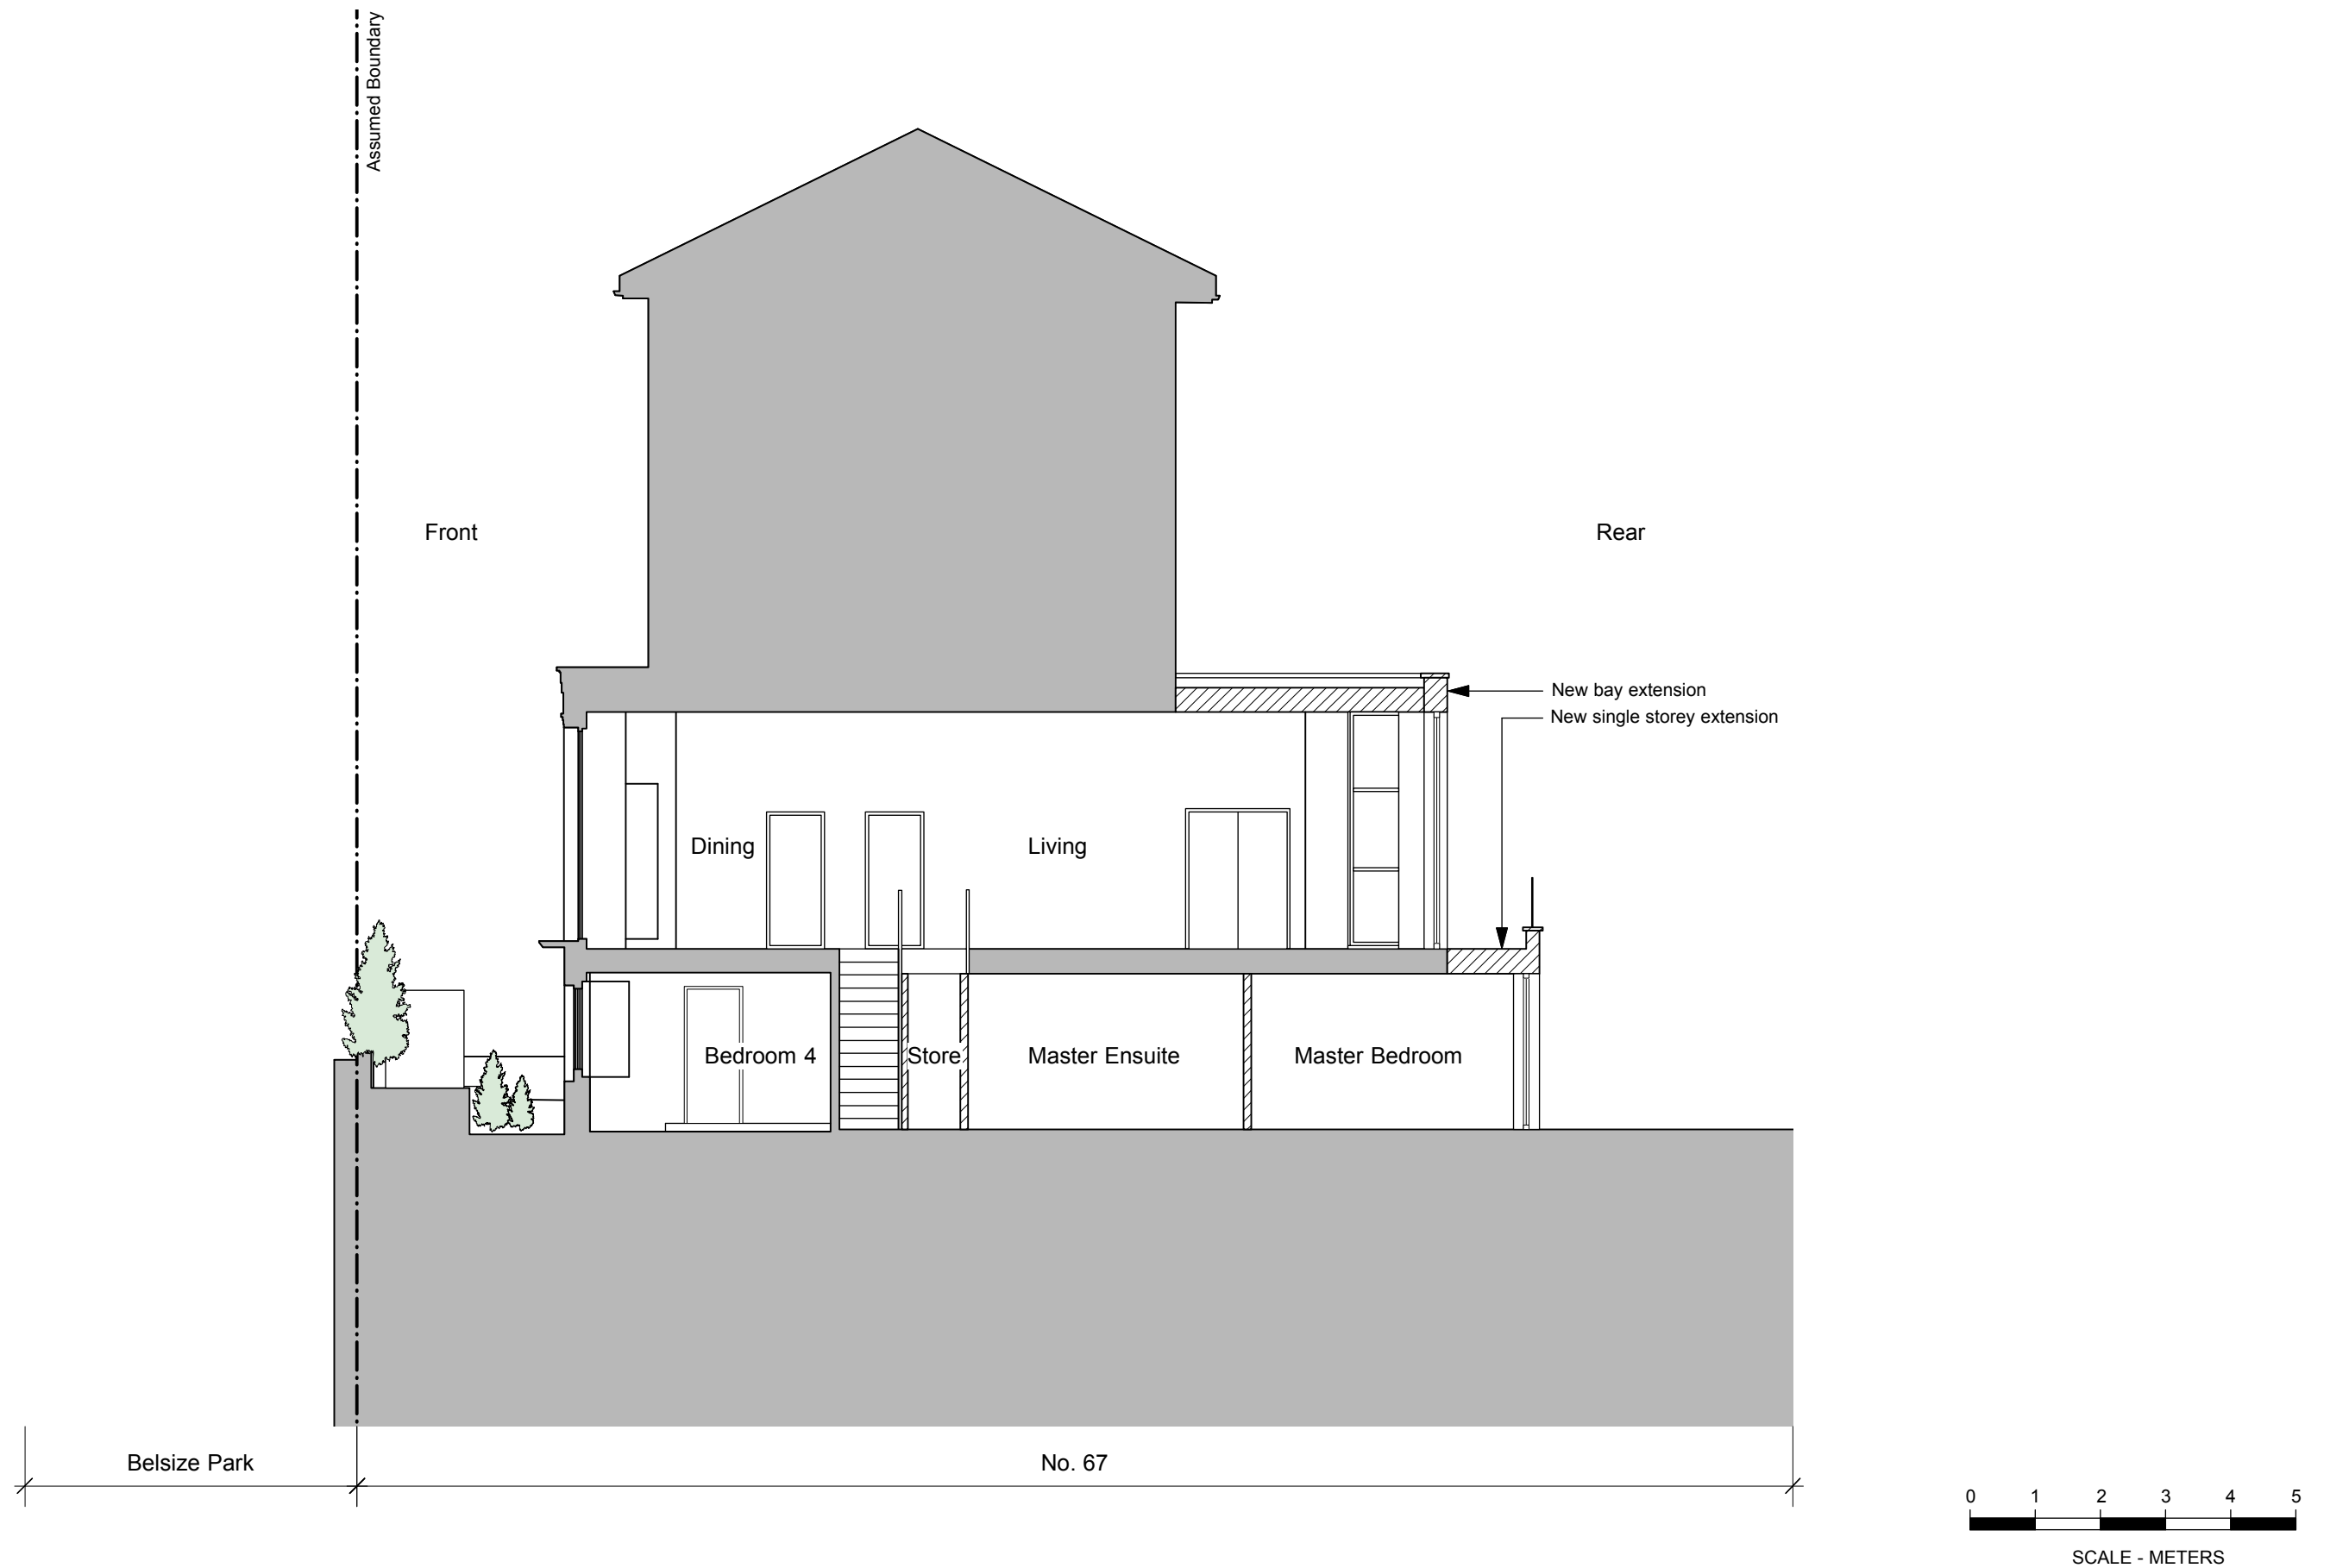 Assumed Boundary
Front
Rear
New bay extension
New single storey extension
Dining
Living
Bedroom 4
Store
Master Ensuite
Master Bedroom
Belsize Park
No. 67
0 1 2 3 4 5
SCALE - METERS